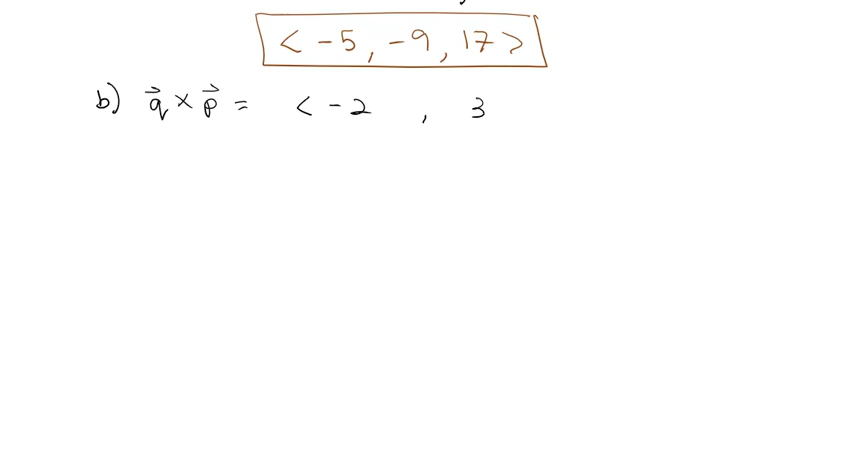 < -5, -9, 17 >
b) q⃗ × p⃗ = < -2 , 3